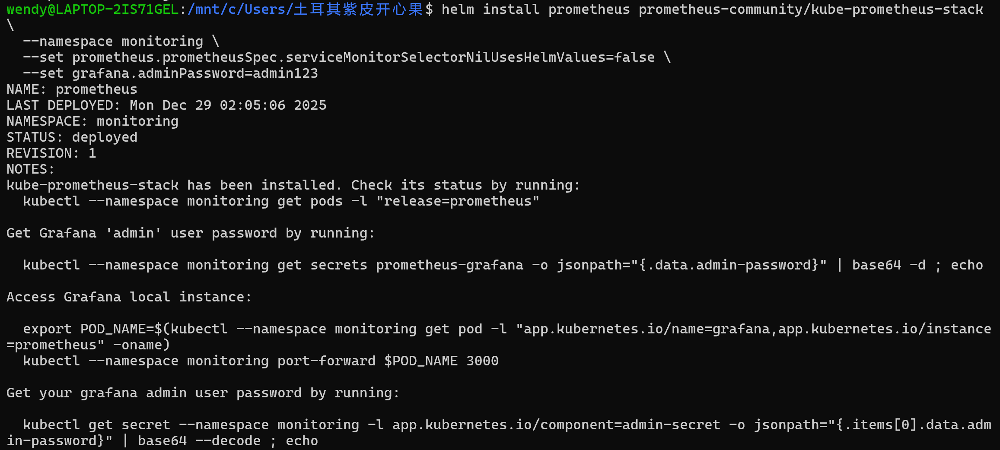 wendy@LAPTOP-2IS71GEL:/mnt/c/Users/土耳其紫皮开心果$ helm install prometheus prometheus-community/kube-prometheus-stack
\
  --namespace monitoring \
  --set prometheus.prometheusSpec.serviceMonitorSelectorNilUsesHelmValues=false \
  --set grafana.adminPassword=admin123
NAME: prometheus
LAST DEPLOYED: Mon Dec 29 02:05:06 2025
NAMESPACE: monitoring
STATUS: deployed
REVISION: 1
NOTES:
kube-prometheus-stack has been installed. Check its status by running:
  kubectl --namespace monitoring get pods -l "release=prometheus"

Get Grafana 'admin' user password by running:

  kubectl --namespace monitoring get secrets prometheus-grafana -o jsonpath="{.data.admin-password}" | base64 -d ; echo

Access Grafana local instance:

  export POD_NAME=$(kubectl --namespace monitoring get pod -l "app.kubernetes.io/name=grafana,app.kubernetes.io/instance
=prometheus" -oname)
  kubectl --namespace monitoring port-forward $POD_NAME 3000

Get your grafana admin user password by running:

  kubectl get secret --namespace monitoring -l app.kubernetes.io/component=admin-secret -o jsonpath="{.items[0].data.adm
in-password}" | base64 --decode ; echo